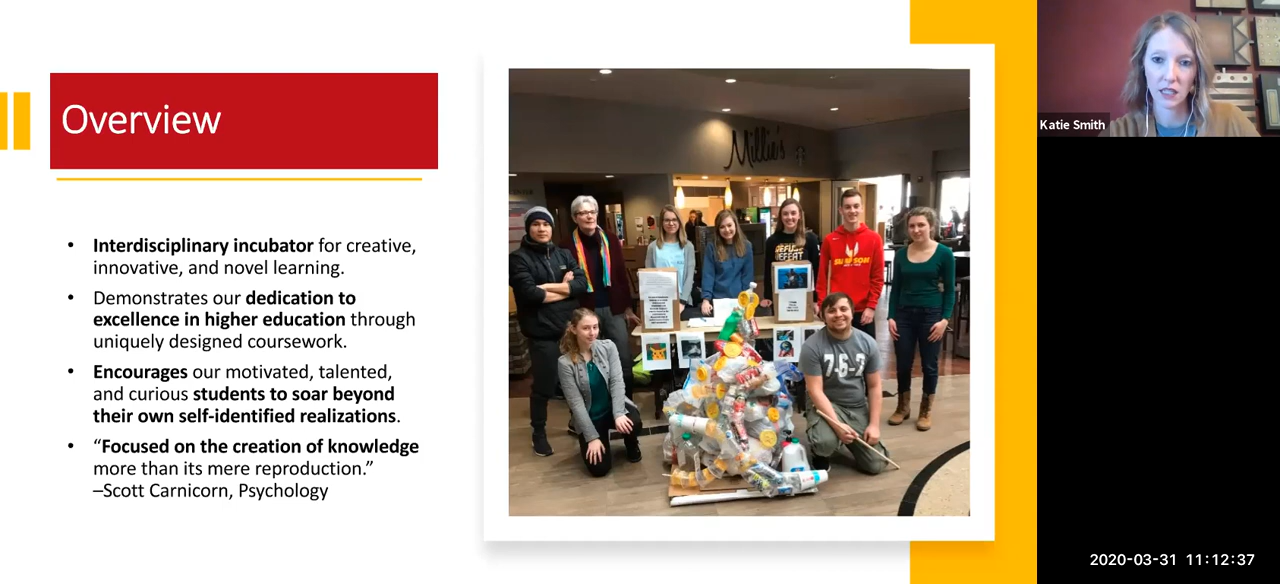 Overview
• Interdisciplinary incubator for creative,
innovative, and novel learning.
• Demonstrates our dedication to
excellence in higher education through
uniquely designed coursework.
• Encourages our motivated, talented,
and curious students to soar beyond
their own self-identified realizations.
• “Focused on the creation of knowledge
more than its mere reproduction.”
–Scott Carnicorn, Psychology
Millie's
DEFEAT
7-6-2
Katie Smith
2020-03-31 11:12:37